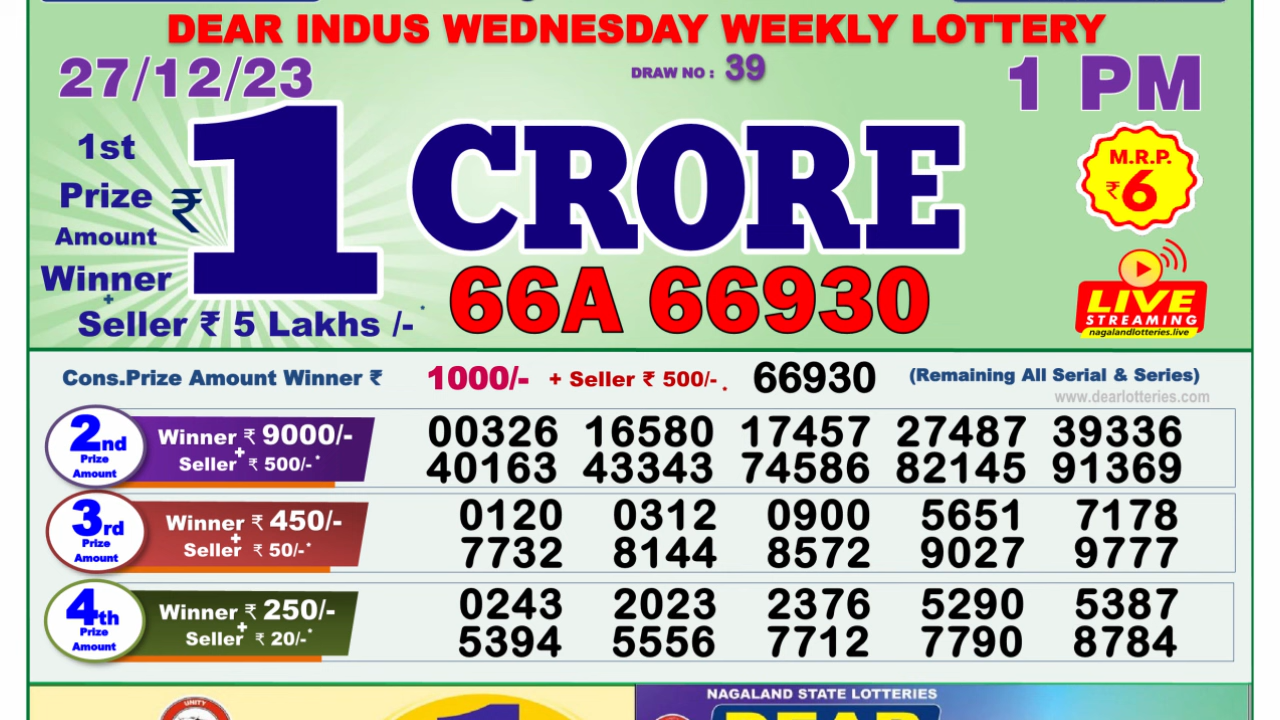 DEAR INDUS WEDNESDAY WEEKLY LOTTERY
27/12/23
DRAW NO : 39
1 PM
1st
Prize
Amount
Winner
+
Seller ₹ 5 Lakhs /- *
₹ 1 CRORE
66A 66930
M.R.P.
₹ 6
LIVE
STREAMING
nagalandlotteries.live
Cons.Prize Amount Winner ₹ 1000/- + Seller ₹ 500/- . 66930 (Remaining All Serial & Series)
www.dearlotteries.com
2nd
Prize
Amount
Winner ₹ 9000/-
+
Seller ₹ 500/- *
00326 16580 17457 27487 39336
40163 43343 74586 82145 91369
3rd
Prize
Amount
Winner ₹ 450/-
+
Seller ₹ 50/- *
0120 0312 0900 5651 7178
7732 8144 8572 9027 9777
4th
Prize
Amount
Winner ₹ 250/-
+
Seller ₹ 20/- *
0243 2023 2376 5290 5387
5394 5556 7712 7790 8784
UNITY
1
NAGALAND STATE LOTTERIES
DEAR